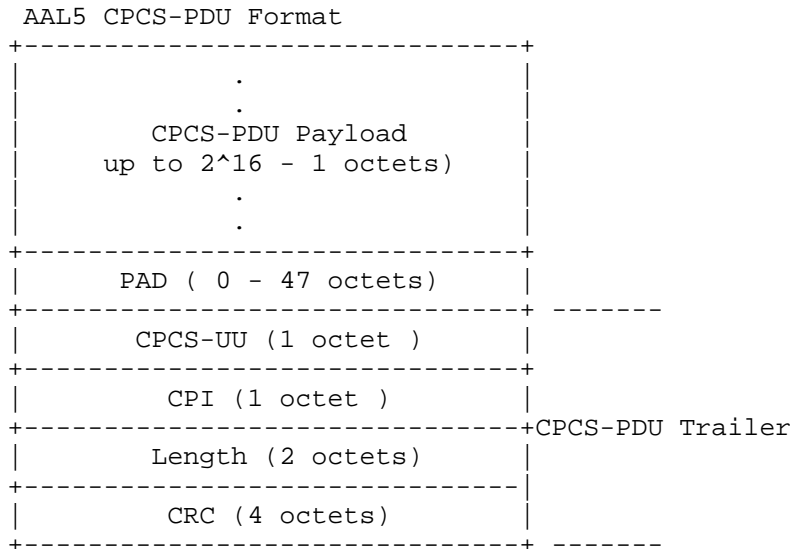 AAL5 CPCS-PDU Format
+-------------------------------+
|               .               |
|               .               |
|        CPCS-PDU Payload       |
|     up to 2^16 - 1 octets)    |
|               .               |
|               .               |
+-------------------------------+
|      PAD ( 0 - 47 octets)     |
+-------------------------------+ -------
|       CPCS-UU (1 octet )      |
+-------------------------------+
|         CPI (1 octet )        |
+-------------------------------+CPCS-PDU Trailer
|        Length (2 octets)      |
+-------------------------------|
|         CRC (4 octets)        |
+-------------------------------+ -------